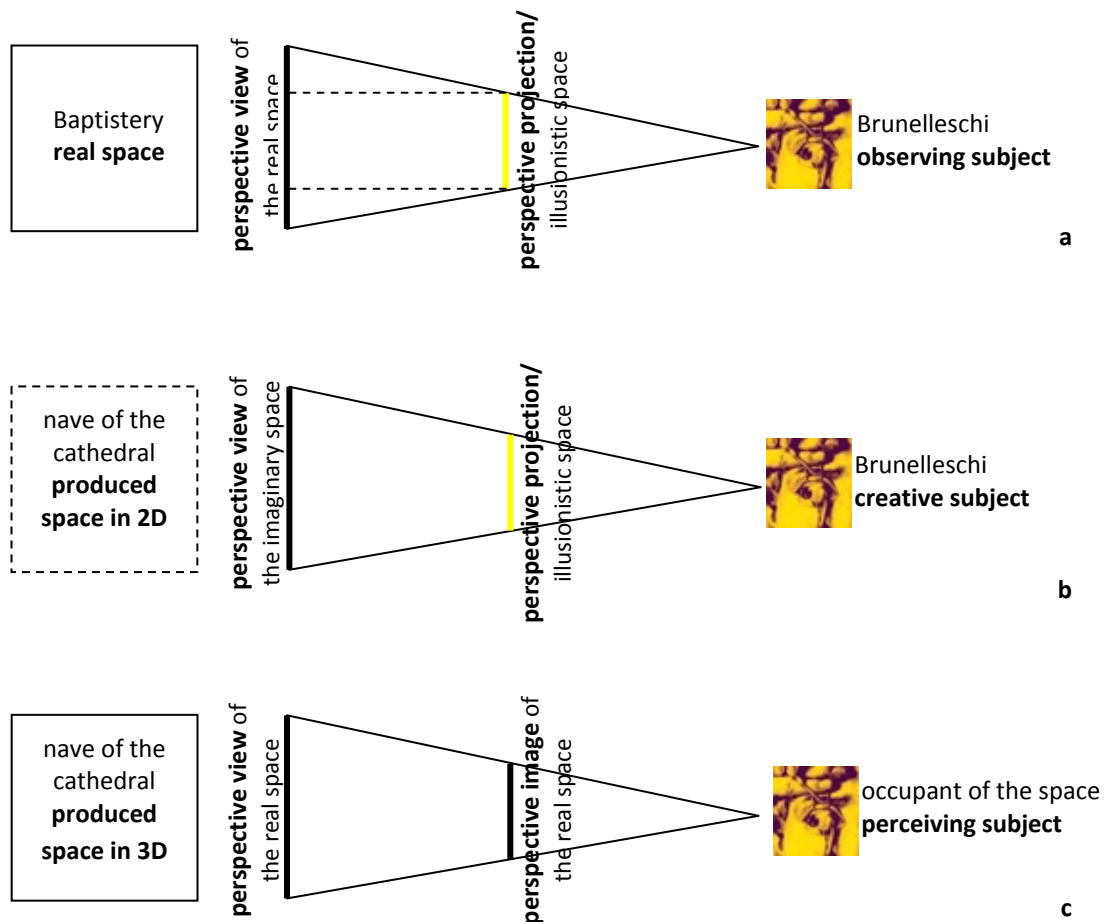 Baptistery
real space
perspective view of
the real space
perspective projection/
illusionistic space
Brunelleschi
observing subject
a
nave of the
cathedral
produced
space in 2D
perspective view of
the imaginary space
perspective projection/
illusionistic space
Brunelleschi
creative subject
b
nave of the
cathedral
produced
space in 3D
perspective view of
the real space
perspective image of
the real space
occupant of the space
perceiving subject
c